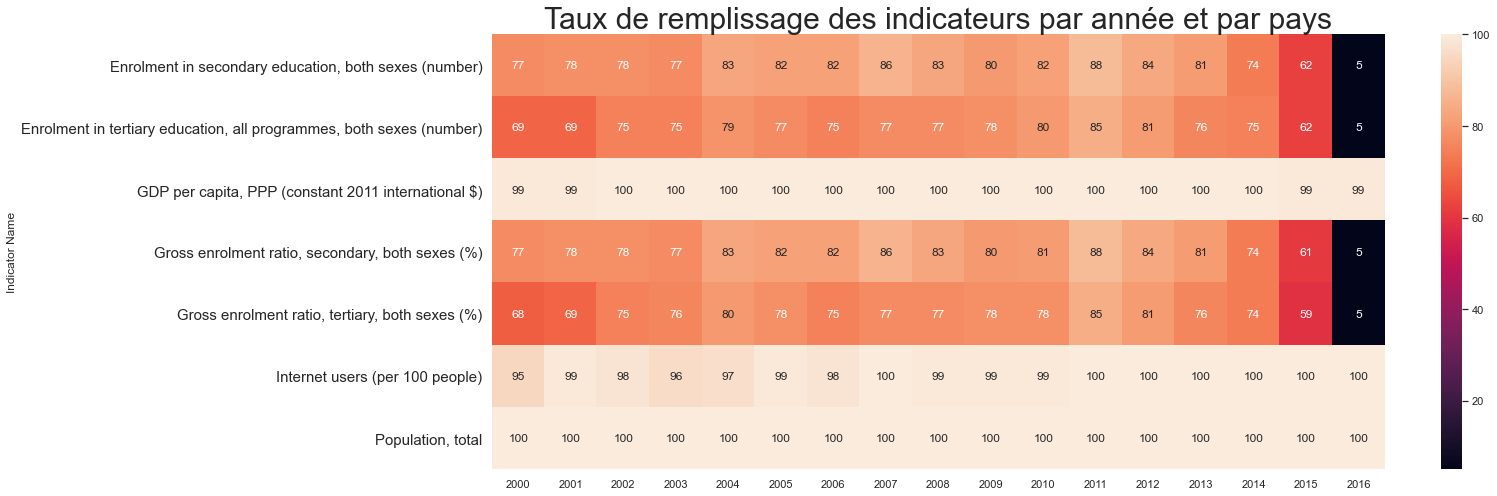 Taux de remplissage des indicateurs par année et par pays
Enrolment in secondary education, both sexes (number) 77 78 78 77 83 82 82 86 83 80 82 88 84 81 74 62 5
Enrolment in tertiary education, all programmes, both sexes (number) 69 69 75 75 79 77 75 77 77 78 80 85 81 76 75 62 5
GDP per capita, PPP (constant 2011 international $) 99 99 100 100 100 100 100 100 100 100 100 100 100 100 100 99 99
Gross enrolment ratio, secondary, both sexes (%) 77 78 78 77 83 82 82 86 83 80 81 88 84 81 74 61 5
Gross enrolment ratio, tertiary, both sexes (%) 68 69 75 76 80 78 75 77 77 78 78 85 81 76 74 59 5
Internet users (per 100 people) 95 99 98 96 97 99 98 100 99 99 99 100 100 100 100 100 100
Population, total 100 100 100 100 100 100 100 100 100 100 100 100 100 100 100 100 100
Indicator Name
2000 2001 2002 2003 2004 2005 2006 2007 2008 2009 2010 2011 2012 2013 2014 2015 2016
100
80
60
40
20